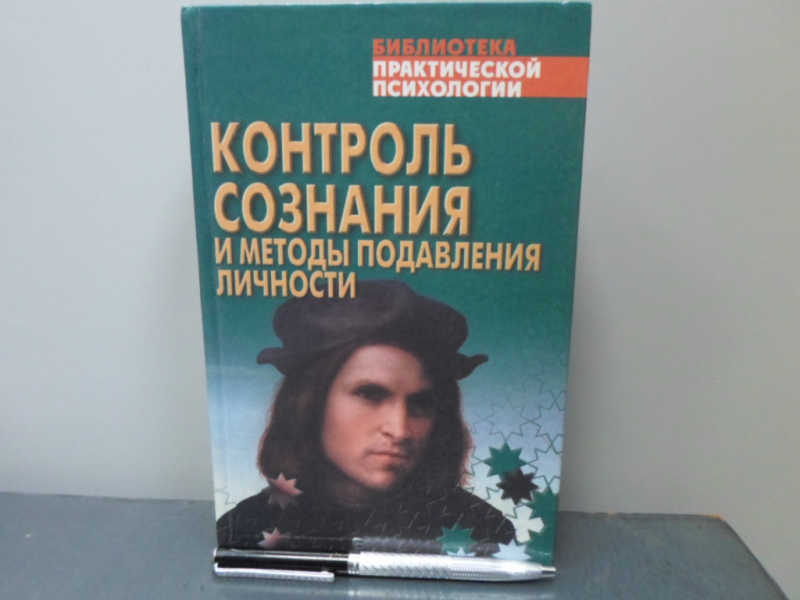 БИБЛИОТЕКА
ПРАКТИЧЕСКОЙ
ПСИХОЛОГИИ
КОНТРОЛЬ
СОЗНАНИЯ
И МЕТОДЫ ПОДАВЛЕНИЯ
ЛИЧНОСТИ